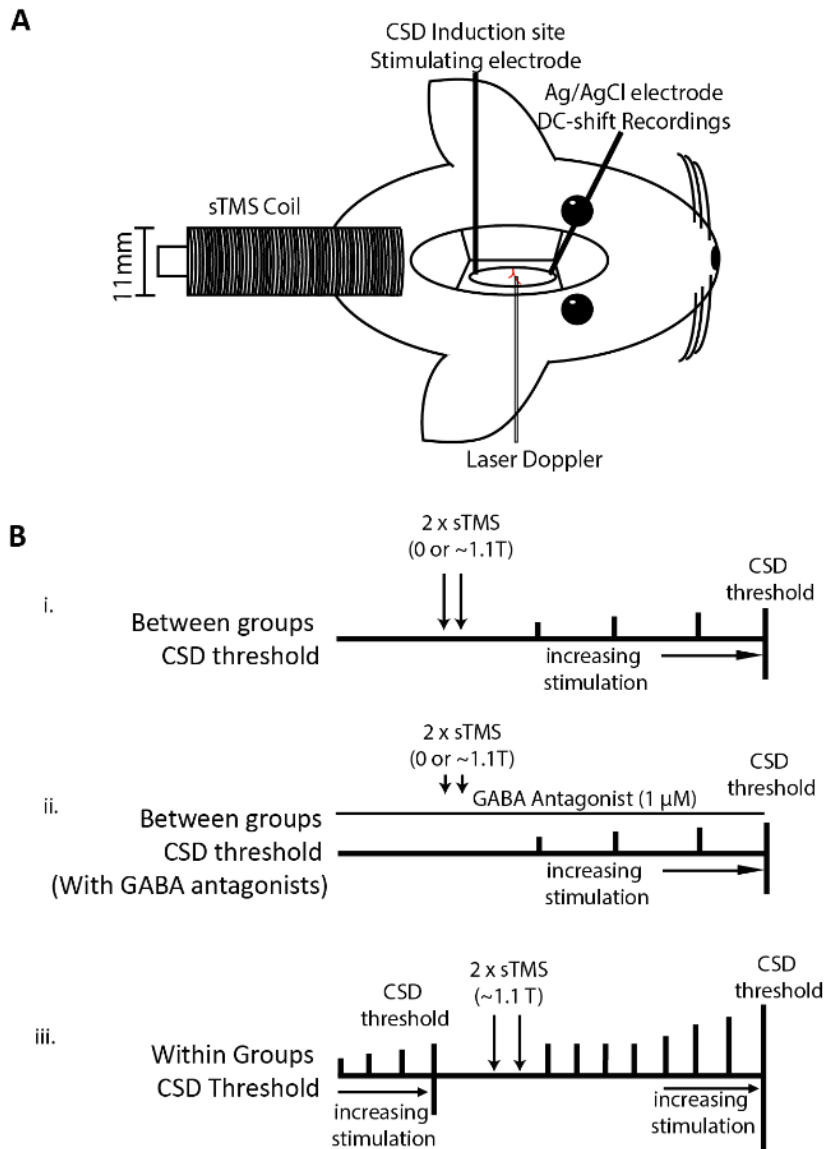 A
CSD Induction site
Stimulating electrode
Ag/AgCl electrode
DC-shift Recordings
sTMS Coil
11mm
Laser Doppler
B
2 x sTMS
(0 or ~1.1T)
CSD
threshold
i.
Between groups
CSD threshold
increasing
stimulation
2 x sTMS
(0 or ~1.1T)
CSD
threshold
ii.
GABA Antagonist (1 μM)
Between groups
CSD threshold
(With GABA antagonists)
increasing
stimulation
2 x sTMS
(~1.1 T)
CSD
threshold
CSD
threshold
iii.
Within Groups
CSD Threshold
increasing
stimulation
increasing
stimulation